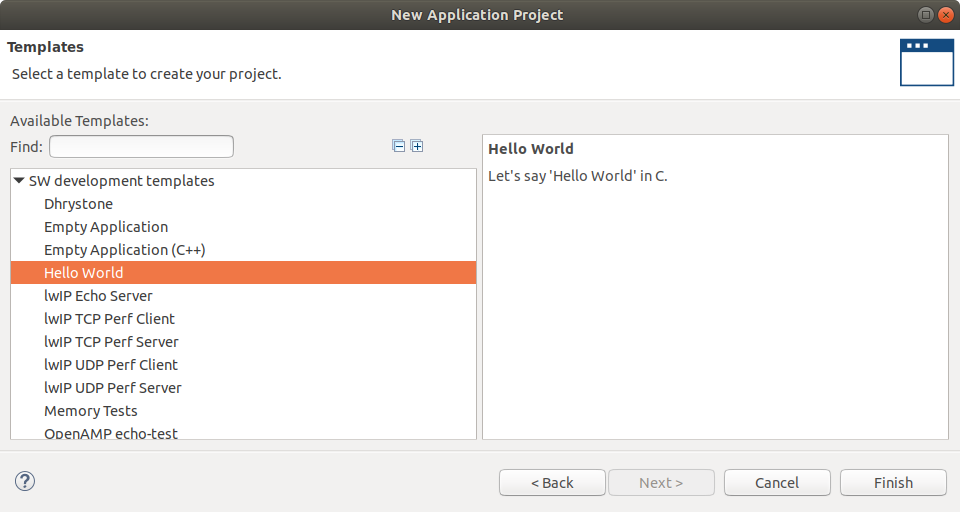 New Application Project
Templates
Select a template to create your project.
Available Templates:
Find:
SW development templates
Dhrystone
Empty Application
Empty Application (C++)
Hello World
lwIP Echo Server
lwIP TCP Perf Client
lwIP TCP Perf Server
lwIP UDP Perf Client
lwIP UDP Perf Server
Memory Tests
OpenAMP echo-test
Hello World
Let's say 'Hello World' in C.
?
< Back
Next >
Cancel
Finish